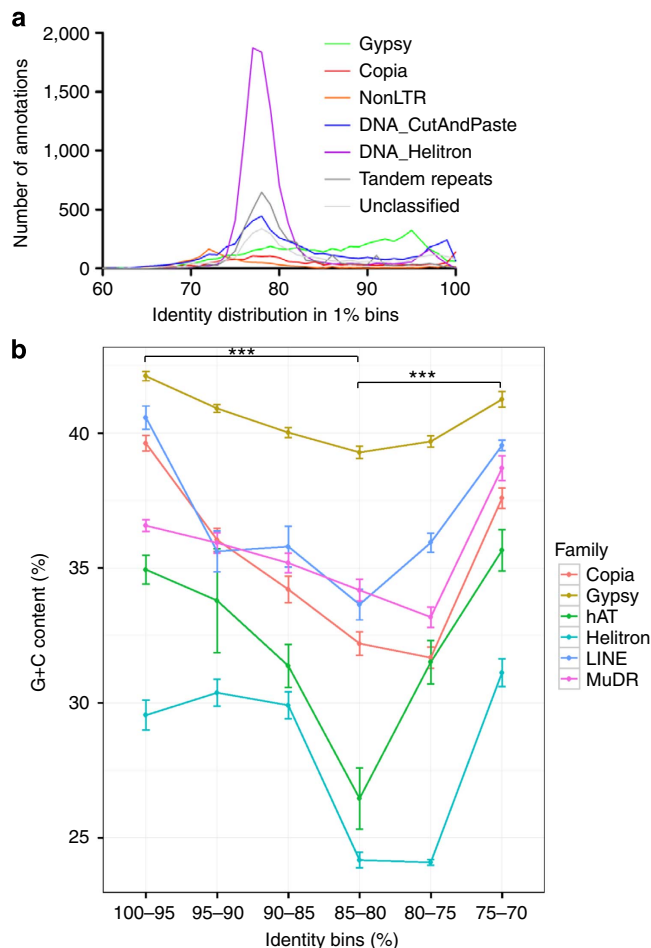 a
Number of annotations
2,000
1,500
1,000
500
0
60
70
80
90
100
Identity distribution in 1% bins
Gypsy
Copia
NonLTR
DNA_CutAndPaste
DNA_Helitron
Tandem repeats
Unclassified
b
***
***
G+C content (%)
40
35
30
25
100–95
95–90
90–85
85–80
80–75
75–70
Identity bins (%)
Family
Copia
Gypsy
hAT
Helitron
LINE
MuDR